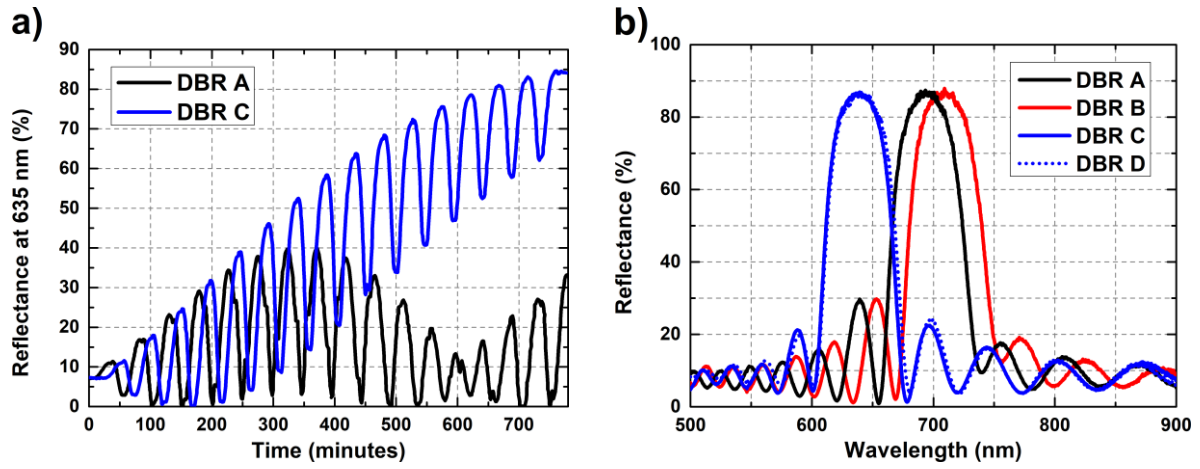 a)
Reflectance at 635 nm (%)
90
80
70
60
50
40
30
20
10
0
DBR A
DBR C
0 100 200 300 400 500 600 700
Time (minutes)
b)
Reflectance (%)
100
80
60
40
20
0
DBR A
DBR B
DBR C
DBR D
500 600 700 800 900
Wavelength (nm)